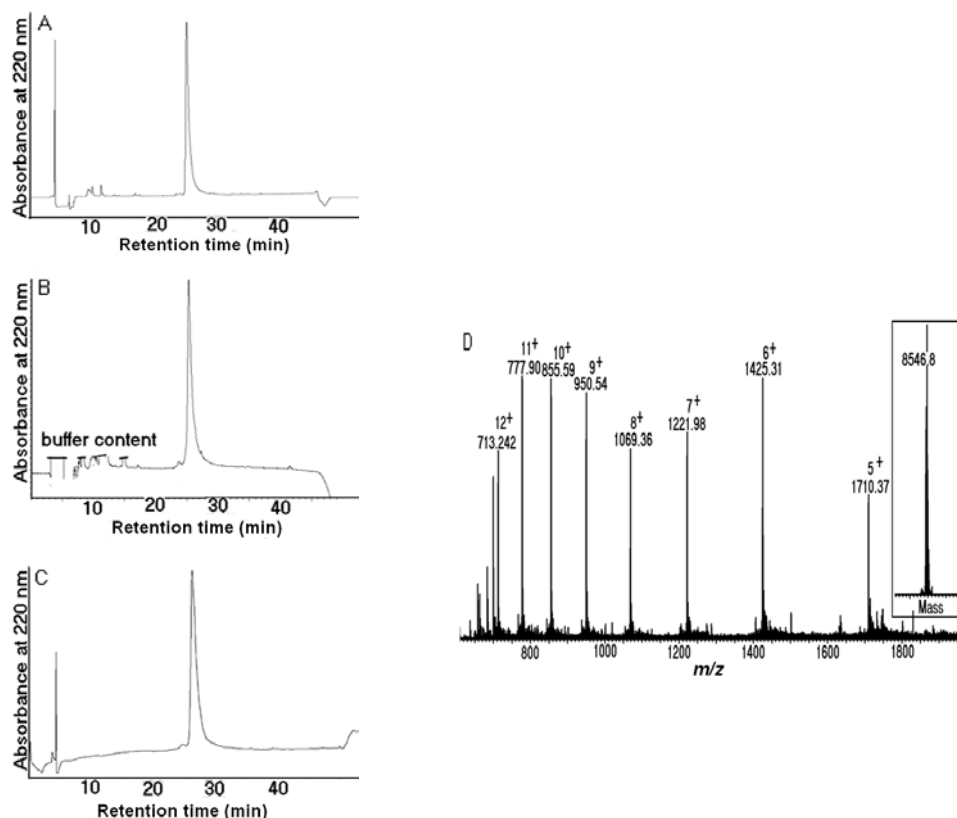 A
Absorbance at 220 nm
10 20 30 40
Retention time (min)
B
Absorbance at 220 nm
buffer content
10 20 30 40
Retention time (min)
C
Absorbance at 220 nm
10 20 30 40
Retention time (min)
D
12+
713.242
11+
777.90
10+
855.59
9+
950.54
8+
1069.36
7+
1221.98
6+
1425.31
5+
1710.37
8546.8
Mass
800 1000 1200 1400 1600 1800
m/z